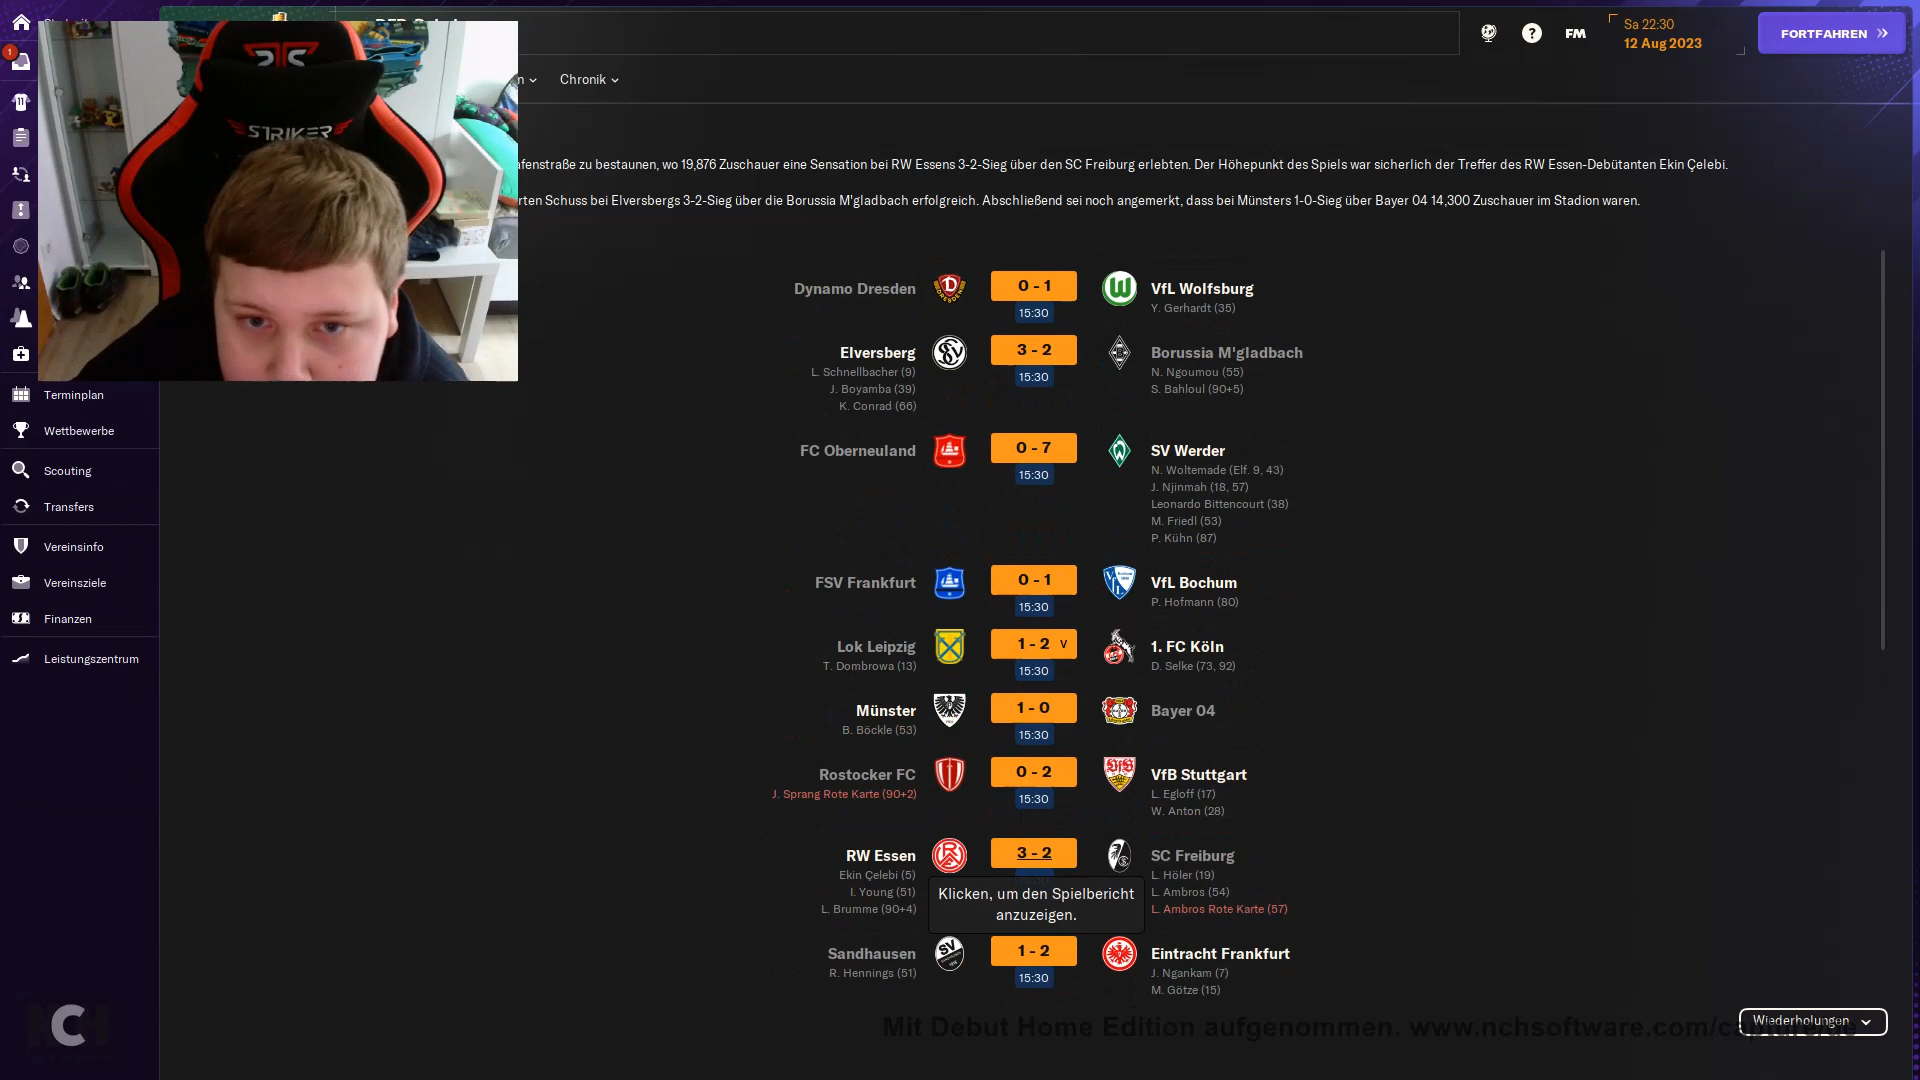 STRIKER
1
11
Sa 22:30
12 Aug 2023
FM
FORTFAHREN
Chronik
afenstraße zu bestaunen, wo 19,876 Zuschauer eine Sensation bei RW Essens 3-2-Sieg über den SC Freiburg erlebten. Der Höhepunkt des Spiels war sicherlich der Treffer des RW Essen-Debütanten Ekin Çelebi.
rten Schuss bei Elversbergs 3-2-Sieg über die Borussia M'gladbach erfolgreich. Abschließend sei noch angemerkt, dass bei Münsters 1-0-Sieg über Bayer 04 14,300 Zuschauer im Stadion waren.
Dynamo Dresden 0 - 1 VfL Wolfsburg
15:30 Y. Gerhardt (35)
Elversberg 3 - 2 Borussia M'gladbach
L. Schnellbacher (9) 15:30 N. Ngoumou (55)
J. Boyamba (39) S. Bahloul (90+5)
K. Conrad (66)
Terminplan
Wettbewerbe
Scouting
Transfers
Vereinsinfo
Vereinsziele
Finanzen
Leistungszentrum
FC Oberneuland 0 - 7 SV Werder
15:30 N. Woltemade (Elf. 9, 43)
J. Njinmah (18, 57)
Leonardo Bittencourt (38)
M. Friedl (53)
P. Kühn (87)
FSV Frankfurt 0 - 1 VfL Bochum
15:30 P. Hofmann (80)
Lok Leipzig 1 - 2 V 1. FC Köln
T. Dombrowa (13) 15:30 D. Selke (73, 92)
Münster 1 - 0 Bayer 04
B. Böckle (53) 15:30
Rostocker FC 0 - 2 VfB Stuttgart
J. Sprang Rote Karte (90+2) 15:30 L. Egloff (17)
W. Anton (28)
RW Essen 3 - 2 SC Freiburg
Ekin Çelebi (5) L. Höler (19)
I. Young (51) L. Ambros (54)
L. Brumme (90+4) L. Ambros Rote Karte (57)
Klicken, um den Spielbericht
anzuzeigen.
Sandhausen 1 - 2 Eintracht Frankfurt
R. Hennings (51) 15:30 J. Ngankam (7)
M. Götze (15)
Wiederholungen
Mit Debut Home Edition aufgenommen. www.nchsoftware.com/